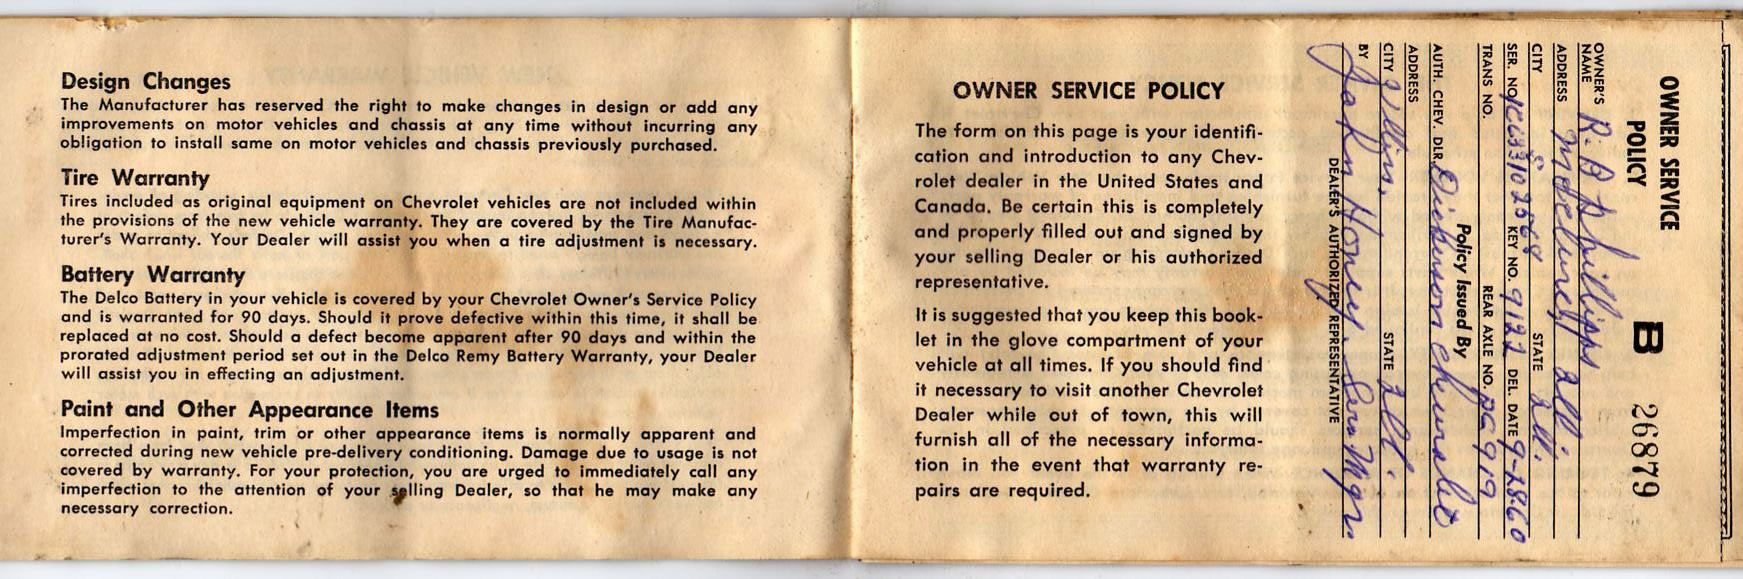 Design Changes
The Manufacturer has reserved the right to make changes in design or add any
improvements on motor vehicles and chassis at any time without incurring any
obligation to install same on motor vehicles and chassis previously purchased.
Tire Warranty
Tires included as original equipment on Chevrolet vehicles are not included within
the provisions of the new vehicle warranty. They are covered by the Tire Manufac-
turer's Warranty. Your Dealer will assist you when a tire adjustment is necessary.
Battery Warranty
The Delco Battery in your vehicle is covered by your Chevrolet Owner's Service Policy
and is warranted for 90 days. Should it prove defective within this time, it shall be
replaced at no cost. Should a defect become apparent after 90 days and within the
prorated adjustment period set out in the Delco Remy Battery Warranty, your Dealer
will assist you in effecting an adjustment.
Paint and Other Appearance Items
Imperfection in paint, trim or other appearance items is normally apparent and
corrected during new vehicle pre-delivery conditioning. Damage due to usage is not
covered by warranty. For your protection, you are urged to immediately call any
imperfection to the attention of your selling Dealer, so that he may make any
necessary correction.
OWNER SERVICE POLICY
The form on this page is your identifi-
cation and introduction to any Chev-
rolet dealer in the United States and
Canada. Be certain this is completely
and properly filled out and signed by
your selling Dealer or his authorized
representative.
It is suggested that you keep this book-
let in the glove compartment of your
vehicle at all times. If you should find
it necessary to visit another Chevrolet
Dealer while out of town, this will
furnish all of the necessary informa-
tion in the event that warranty re-
pairs are required.
OWNER SERVICE
POLICY B 26879
OWNER'S
NAME R. B. Phillipps
ADDRESS Ill.
CITY STATE Ill.
SER. NO. KEY NO. 9122 DEL. DATE 9-28-60
TRANS NO. REAR AXLE NO.
Policy Issued By
AUTH. CHEV. DLR. Dickerson Chevrolet
ADDRESS
CITY STATE Ill.
BY John
DEALER'S AUTHORIZED REPRESENTATIVE